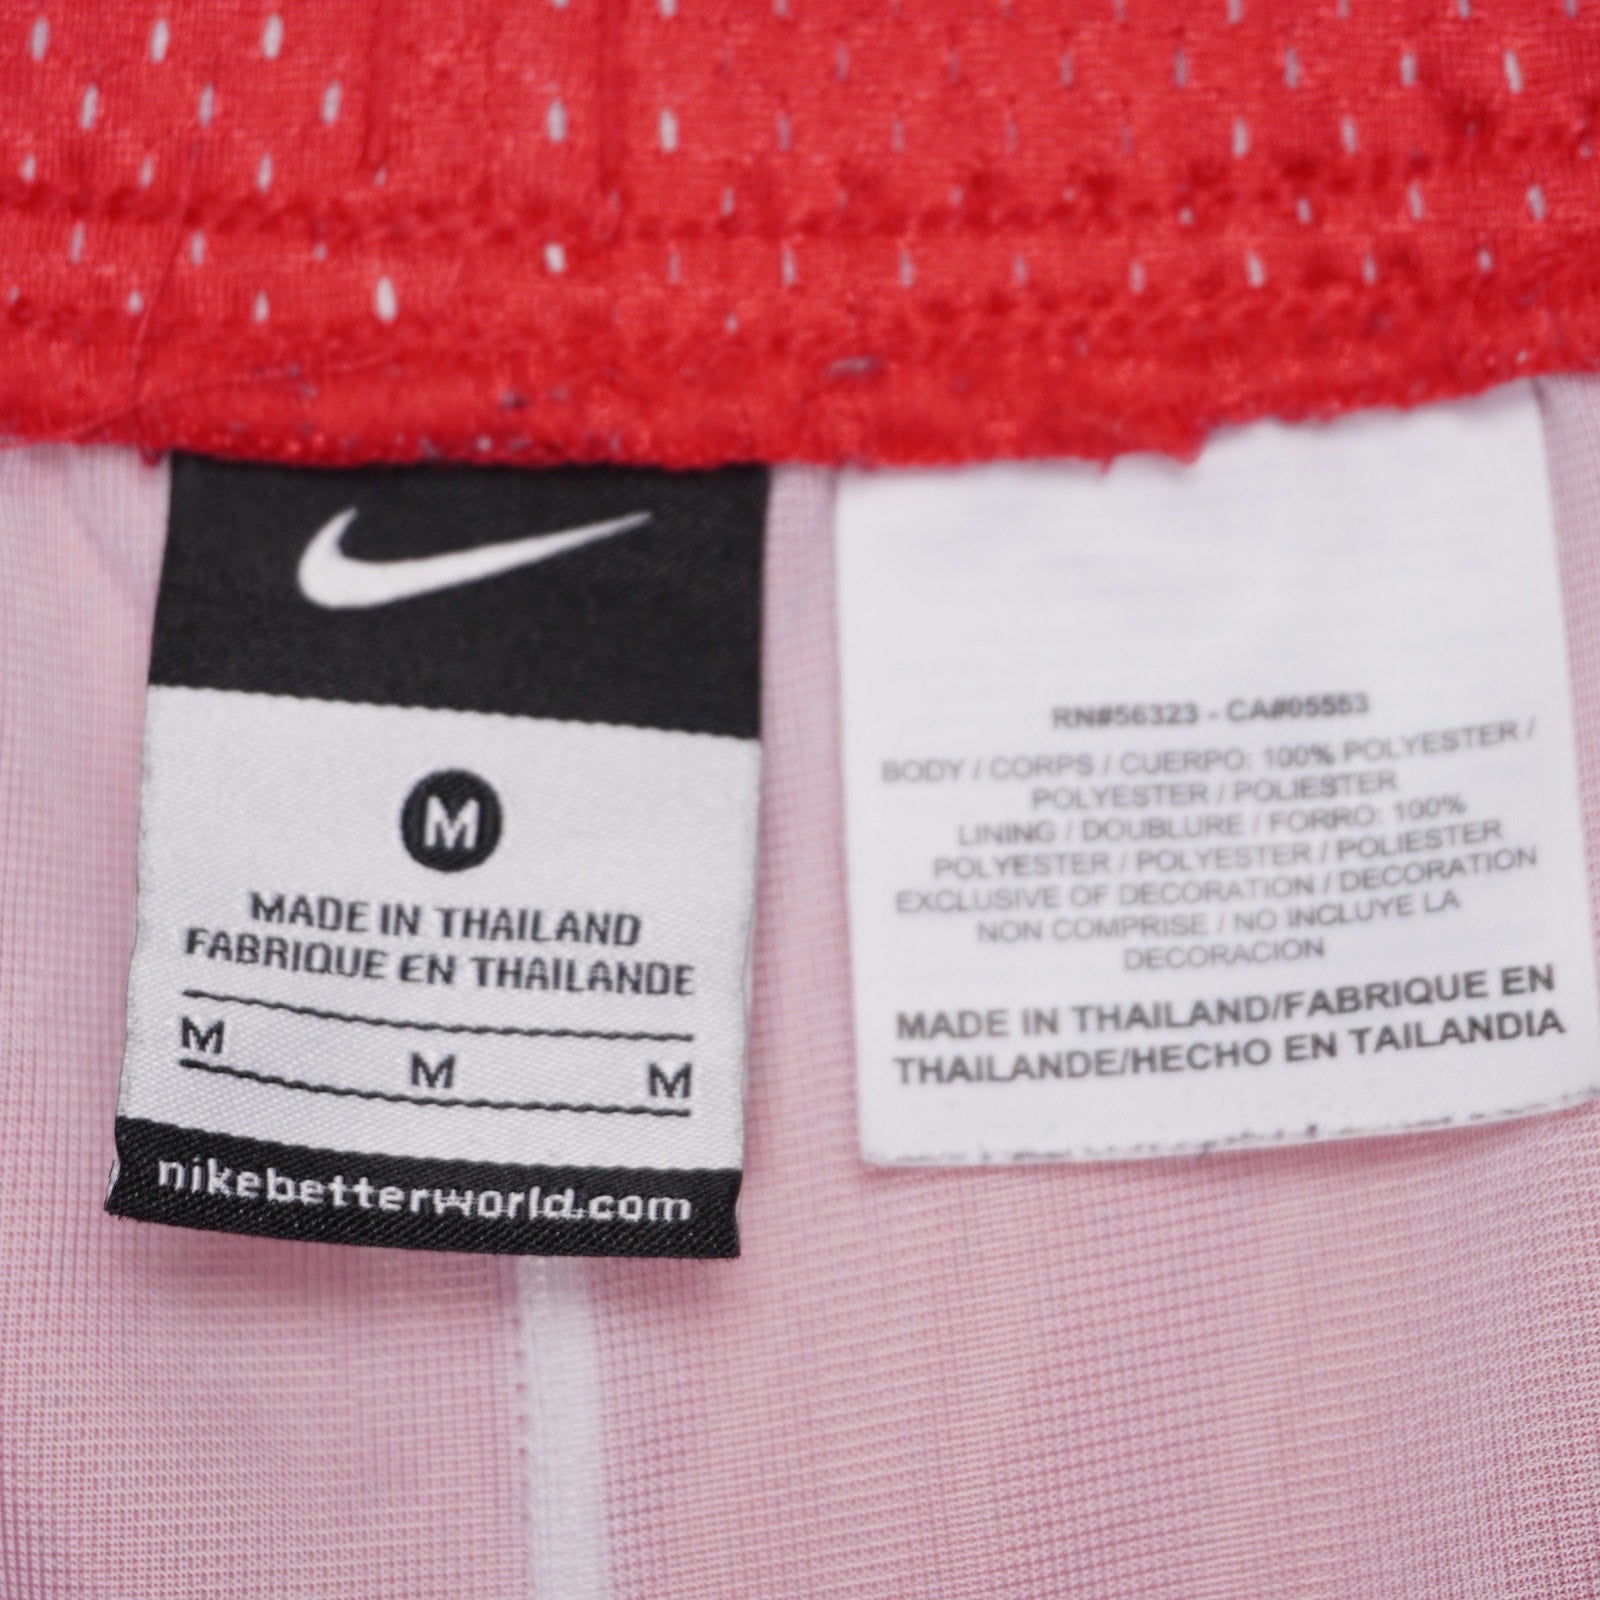 M
MADE IN THAILAND
FABRIQUE EN THAILANDE
M M M
nikebetterworld.com
RN#56323 - CA#05553
BODY / CORPS / CUERPO: 100% POLYESTER /
POLYESTER / POLIESTER
LINING / DOUBLURE / FORRO: 100%
POLYESTER / POLYESTER / POLIESTER
EXCLUSIVE OF DECORATION / DECORATION
NON COMPRISE / NO INCLUYE LA
DECORACION
MADE IN THAILAND/FABRIQUE EN
THAILANDE/HECHO EN TAILANDIA